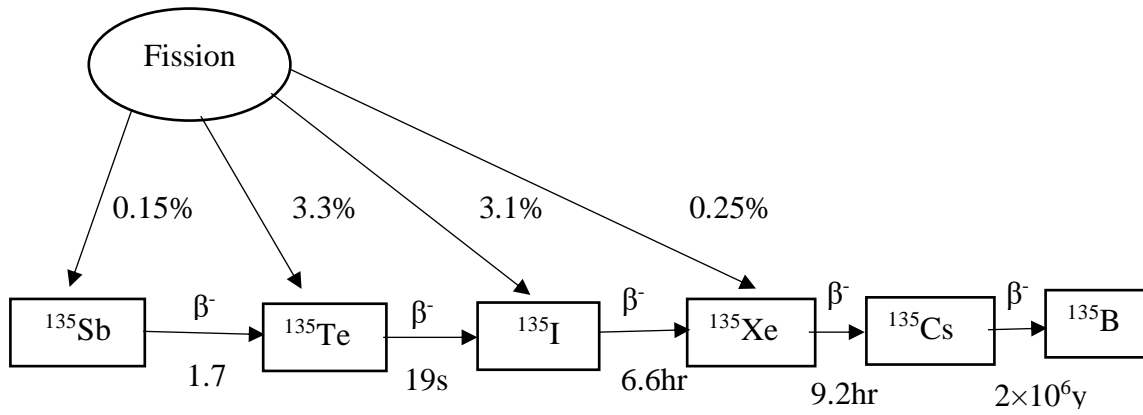 Fission
0.15% 3.3% 3.1% 0.25%
β⁻ β⁻ β⁻ β⁻ β⁻
¹³⁵Sb ¹³⁵Te ¹³⁵I ¹³⁵Xe ¹³⁵Cs ¹³⁵B
1.7 19s 6.6hr 9.2hr 2×10⁶y